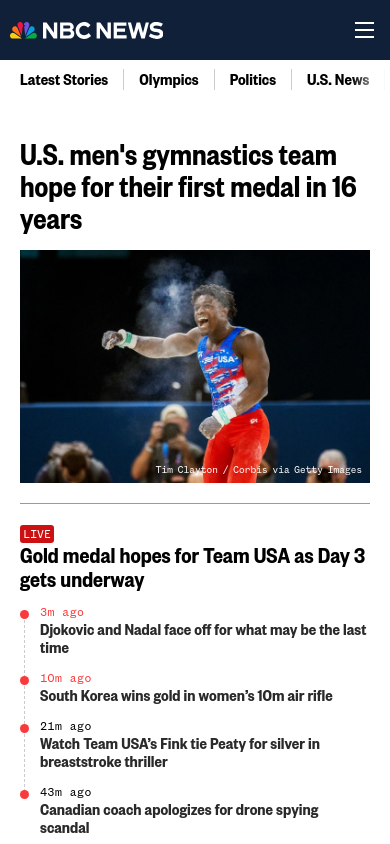 NBC NEWS
Latest Stories
Olympics
Politics
U.S. News
U.S. men's gymnastics team
hope for their first medal in 16
years
USA
Tim Clayton / Corbis via Getty Images
LIVE
Gold medal hopes for Team USA as Day 3
gets underway
3m ago
Djokovic and Nadal face off for what may be the last
time
10m ago
South Korea wins gold in women’s 10m air rifle
21m ago
Watch Team USA’s Fink tie Peaty for silver in
breaststroke thriller
43m ago
Canadian coach apologizes for drone spying
scandal